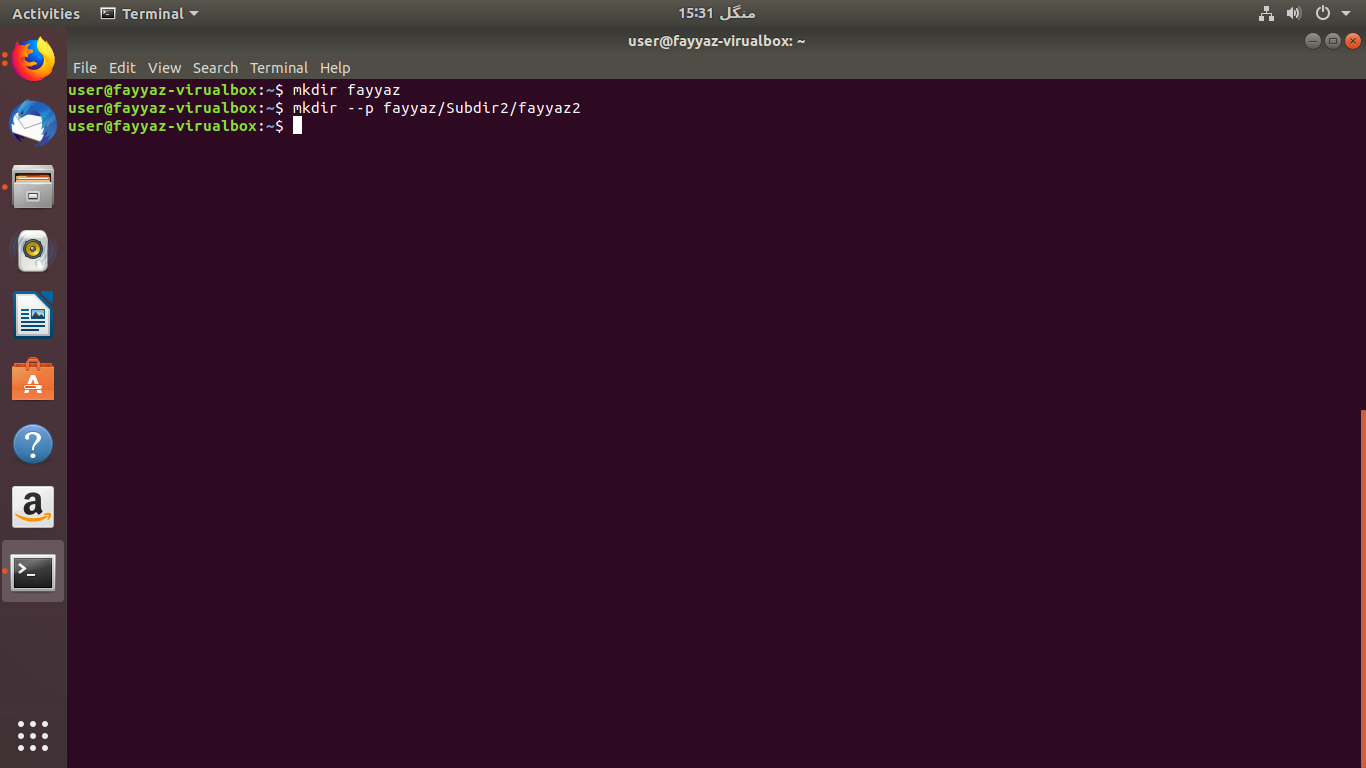 Activities Terminal منگل 15:31
user@fayyaz-virualbox: ~
File Edit View Search Terminal Help
user@fayyaz-virualbox:~$ mkdir fayyaz
user@fayyaz-virualbox:~$ mkdir --p fayyaz/Subdir2/fayyaz2
user@fayyaz-virualbox:~$